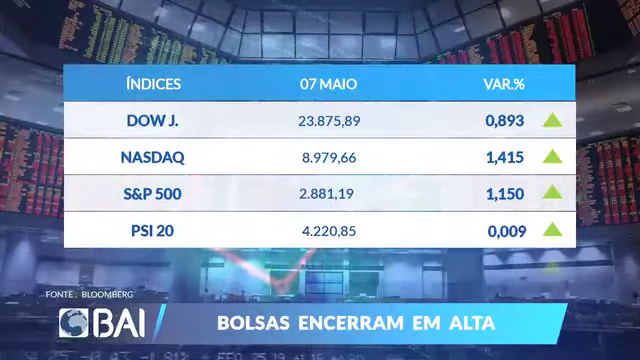 ÍNDICES 07 MAIO VAR.%
DOW J. 23.875,89 0,893
NASDAQ 8.979,66 1,415
S&P 500 2.881,19 1,150
PSI 20 4.220,85 0,009
FONTE: BLOOMBERG
BAI BOLSAS ENCERRAM EM ALTA